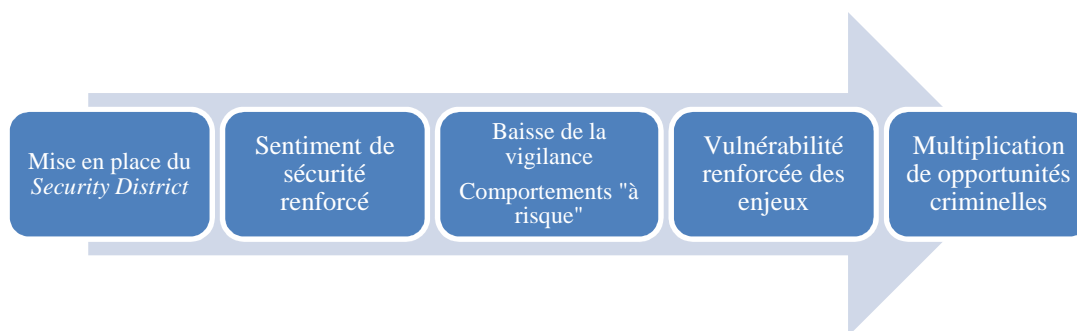 Mise en place du
Security District
Sentiment de
sécurité
renforcé
Baisse de la
vigilance
Comportements "à
risque"
Vulnérabilité
renforcée des
enjeux
Multiplication
de opportunités
criminelles